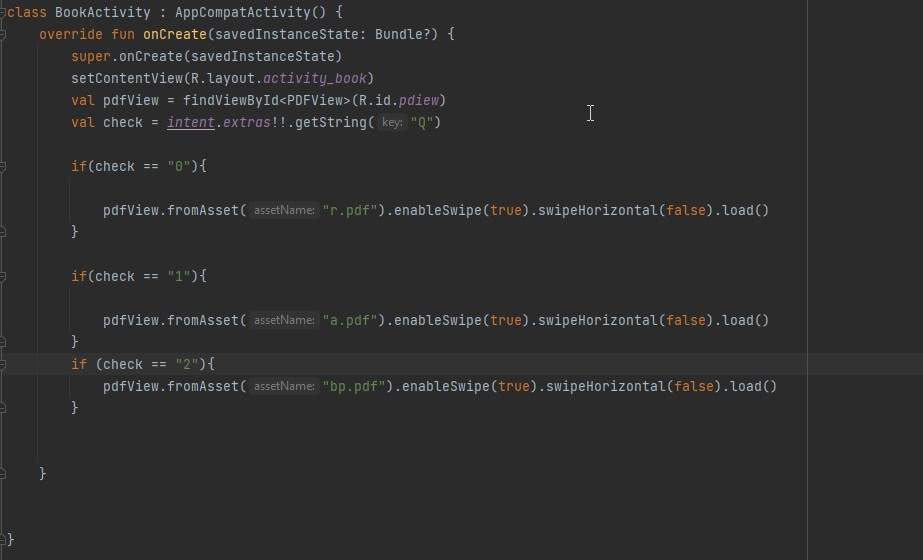 class BookActivity : AppCompatActivity() {
override fun onCreate(savedInstanceState: Bundle?) {
super.onCreate(savedInstanceState)
setContentView(R.layout.activity_book)
val pdfView = findViewById<PDFView>(R.id.pdiew)
val check = intent.extras!!.getString( key: "Q")
if(check == "0"){
pdfView.fromAsset( assetName: "r.pdf").enableSwipe(true).swipeHorizontal(false).load()
}
if(check == "1"){
pdfView.fromAsset( assetName: "a.pdf").enableSwipe(true).swipeHorizontal(false).load()
}
if (check == "2"){
pdfView.fromAsset( assetName: "bp.pdf").enableSwipe(true).swipeHorizontal(false).load()
}
}
}